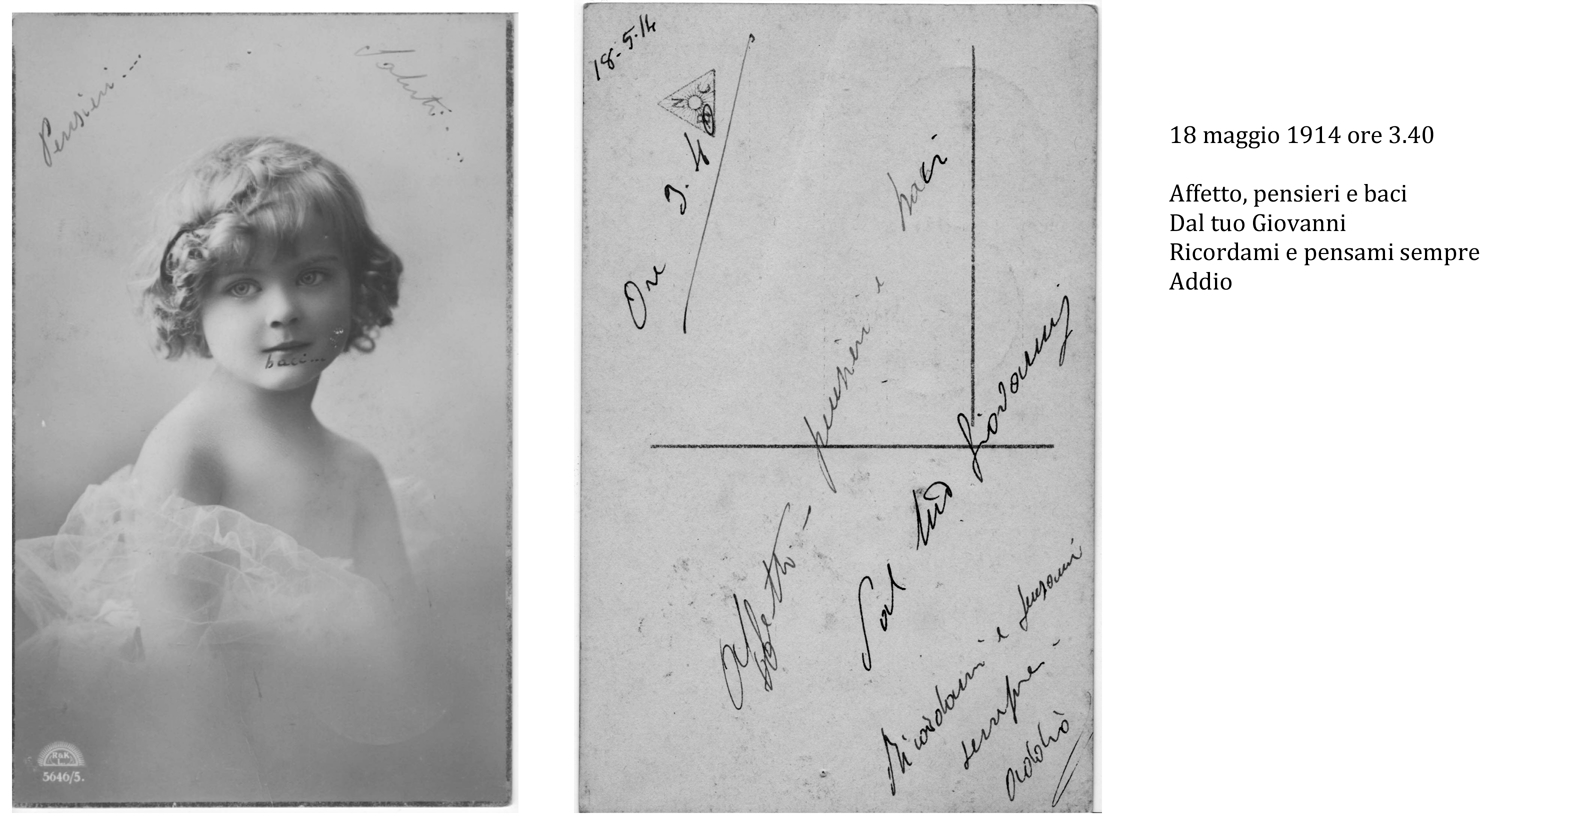 Pensieri...
Saluti...
baci...
R&K
5646/5.
18-5-14
N
C
Ore 3.40
Affetti - pensieri e baci
Dal tuo Giovanni
Ricordami e pensami
sempre -
Addio
18 maggio 1914 ore 3.40
Affetto, pensieri e baci
Dal tuo Giovanni
Ricordami e pensami sempre
Addio